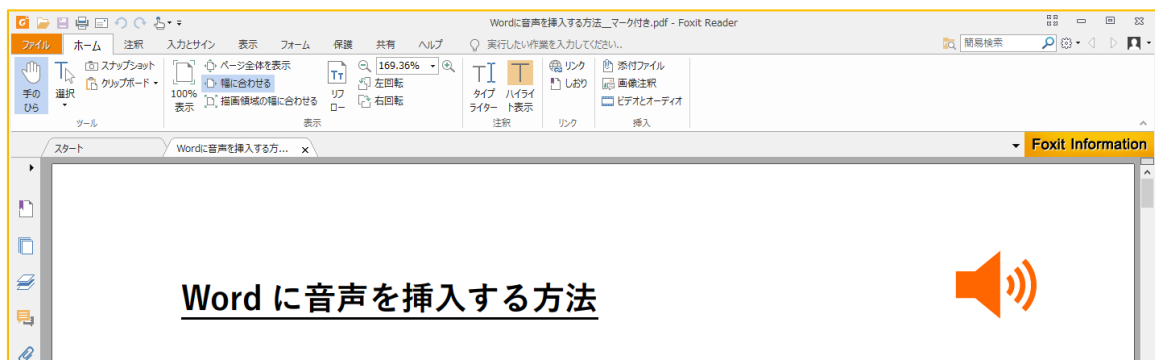 Wordに音声を挿入する方法__マーク付き.pdf - Foxit Reader
ファイル ホーム 注釈 入力とサイン 表示 フォーム 保護 共有 ヘルプ 実行したい作業を入力してください.. 簡易検索
手のひら
選択
スナップショット
クリップボード
ツール
100%表示
ページ全体を表示
幅に合わせる
描画領域の幅に合わせる
リフロー
169.36%
左回転
右回転
表示
タイプライター
ハイライト表示
注釈
リンク
しおり
リンク
添付ファイル
画像注釈
ビデオとオーディオ
挿入
スタート Wordに音声を挿入する方... x Foxit Information
Word に音声を挿入する方法